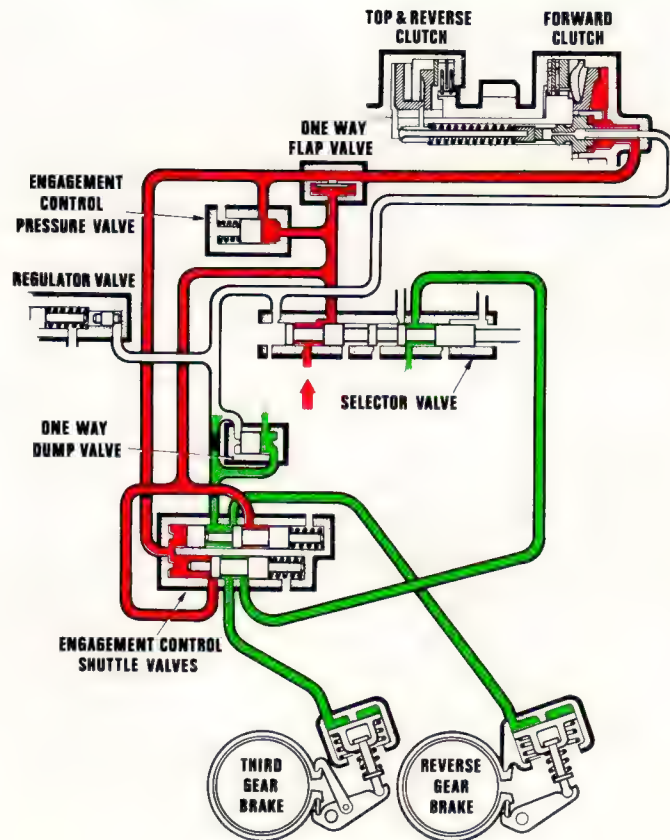 TOP & REVERSE
CLUTCH
FORWARD
CLUTCH
ONE WAY
FLAP VALVE
ENGAGEMENT
CONTROL
PRESSURE VALVE
REGULATOR VALVE
SELECTOR VALVE
ONE WAY
DUMP VALVE
ENGAGEMENT CONTROL
SHUTTLE VALVES
THIRD
GEAR
BRAKE
REVERSE
GEAR
BRAKE